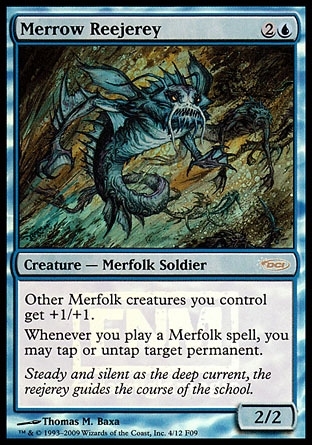 Merrow Reejerey 2
Creature — Merfolk Soldier DCI
Other Merfolk creatures you control
get +1/+1.
Whenever you play a Merfolk spell, you
may tap or untap target permanent.
Steady and silent as the deep current, the
reejerey guides the course of the school.
FNM
Thomas M. Baxa
™ & © 1993–2009 Wizards of the Coast, Inc. 4/12 F09
2/2